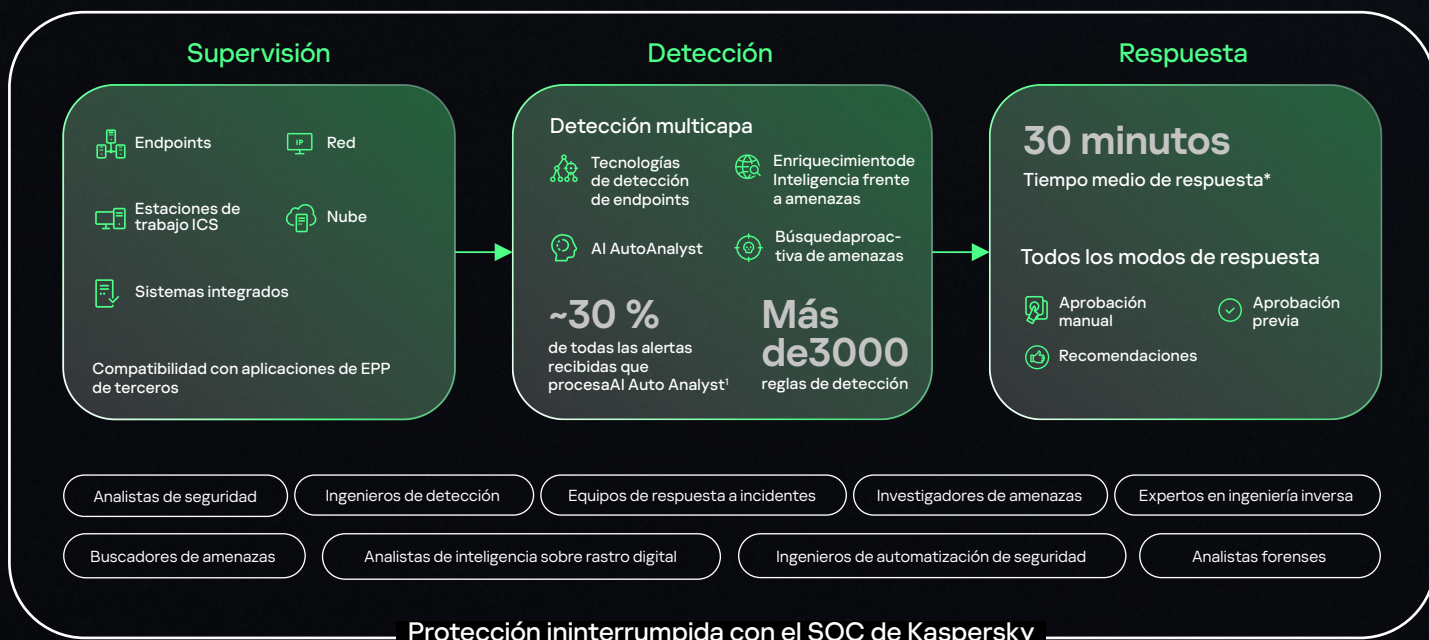 Supervisión
Endpoints
IP
Red
Estaciones de
trabajo ICS
Nube
Sistemas integrados
Compatibilidad con aplicaciones de EPP
de terceros
Detección
Detección multicapa
Tecnologías
de detección
de endpoints
Enriquecimientode
Inteligencia frente
a amenazas
AI AutoAnalyst
Búsquedaproac-
tiva de amenazas
~30 %
de todas las alertas
recibidas que
procesaAI Auto Analyst¹
Más
de3000
reglas de detección
Respuesta
30 minutos
Tiempo medio de respuesta*
Todos los modos de respuesta
Aprobación
manual
Aprobación
previa
Recomendaciones
Analistas de seguridad
Ingenieros de detección
Equipos de respuesta a incidentes
Investigadores de amenazas
Expertos en ingeniería inversa
Buscadores de amenazas
Analistas de inteligencia sobre rastro digital
Ingenieros de automatización de seguridad
Analistas forenses
Protección ininterrumpida con el SOC de Kaspersky